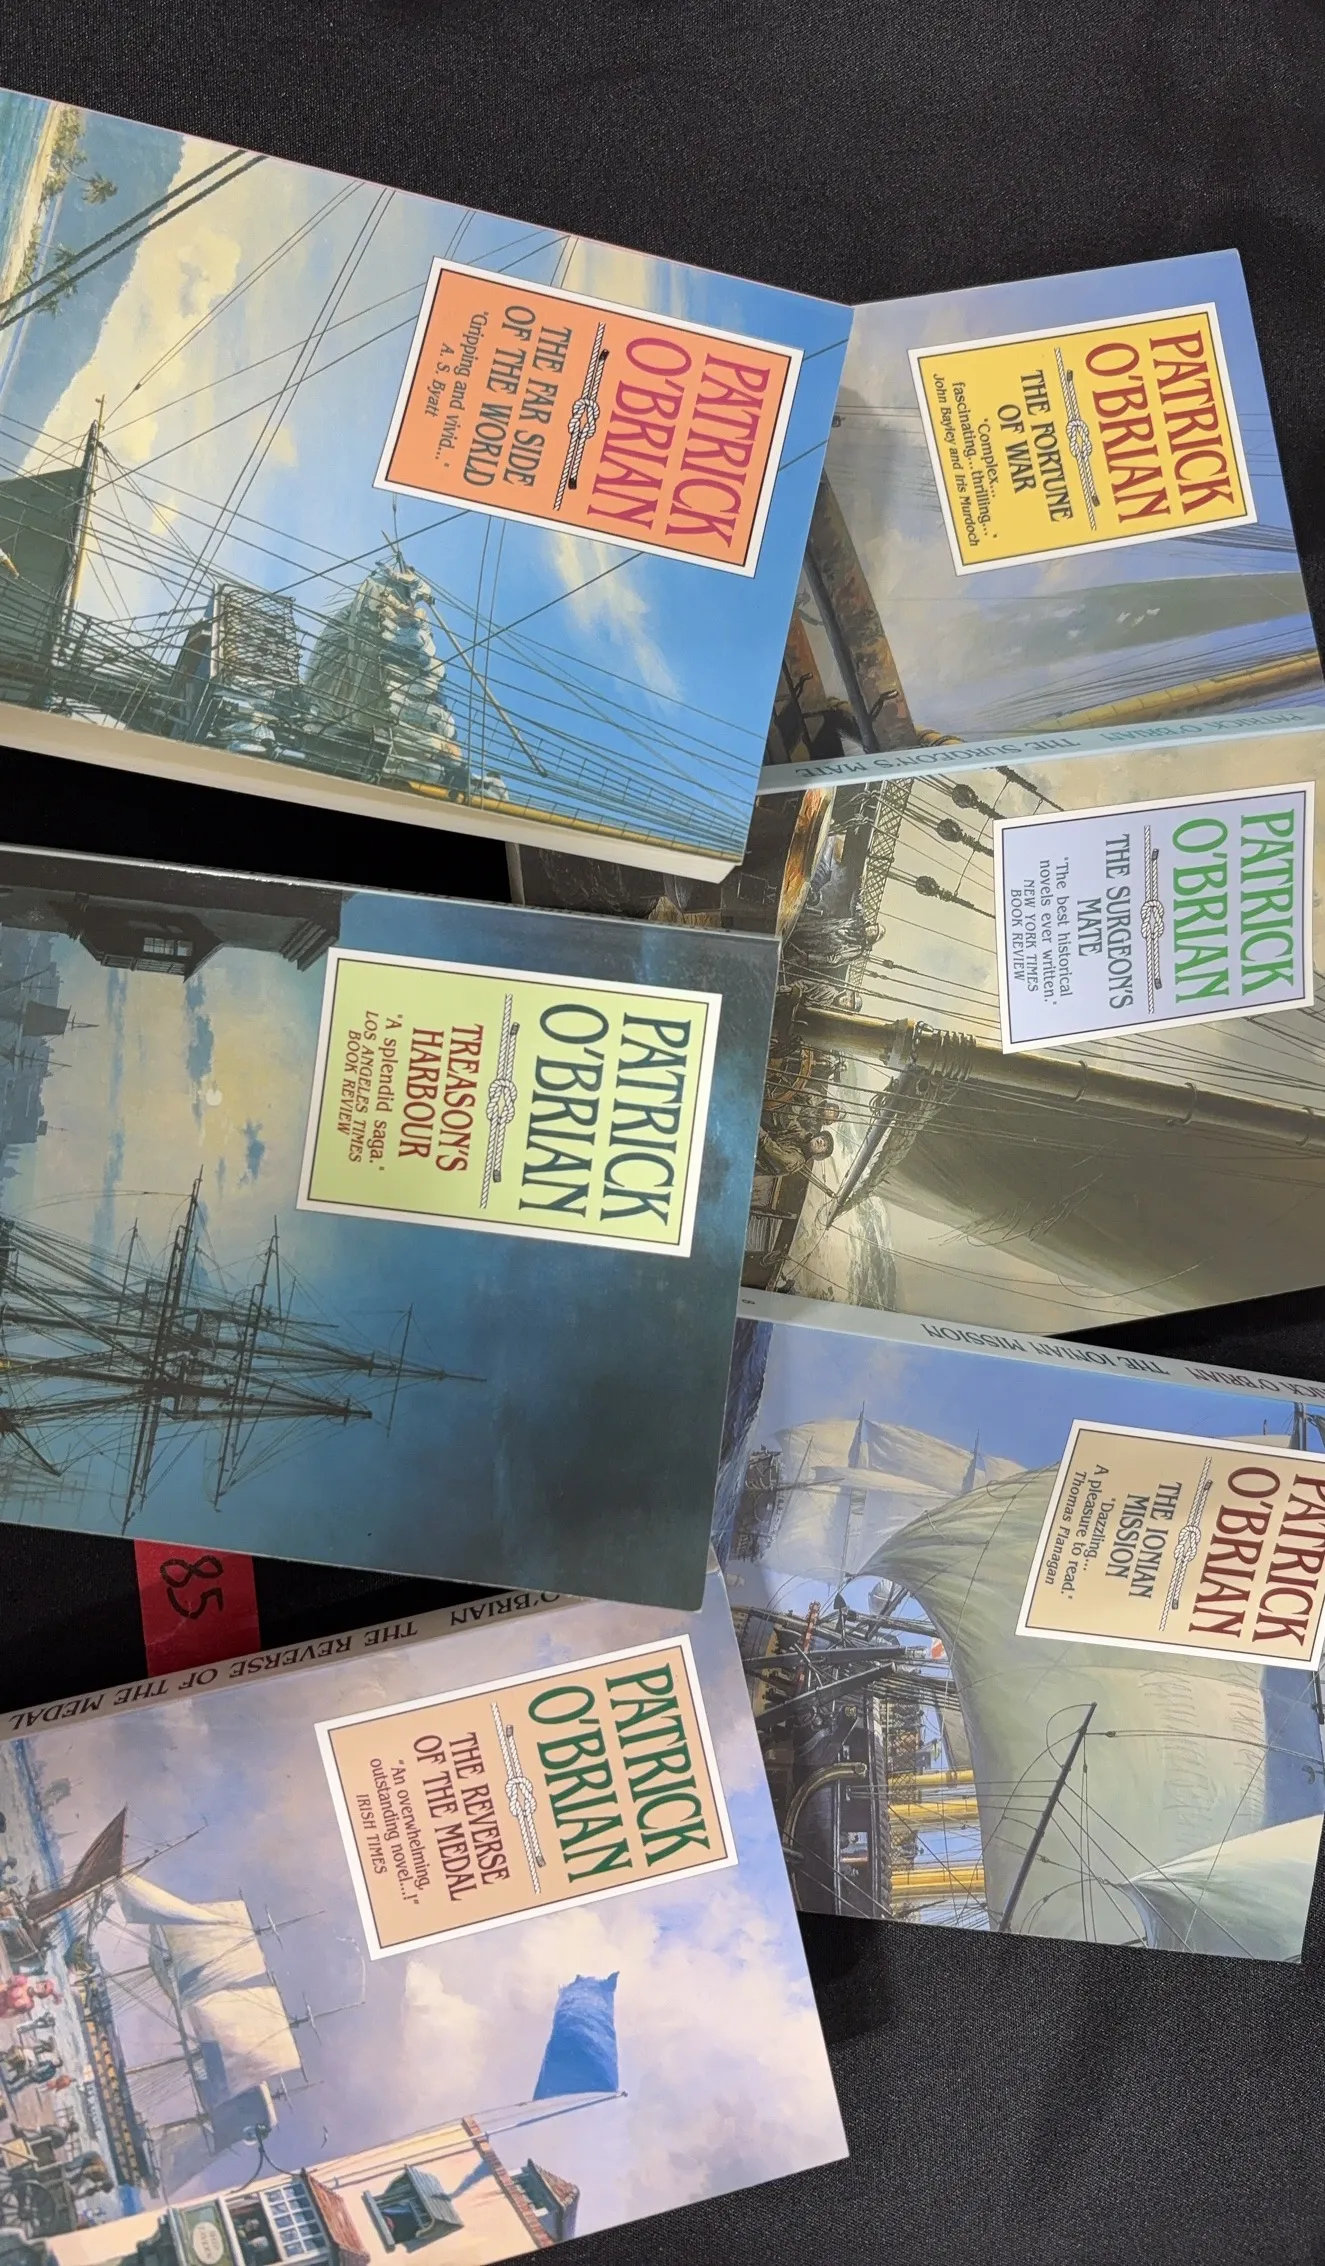 PATRICK
O'BRIAN
THE FORTUNE
OF WAR
"Complex...
fascinating...thrilling..."
John Bayley and Iris Murdoch
PATRICK O'BRIAN THE SURGEON'S MATE
PATRICK
O'BRIAN
THE SURGEON'S
MATE
"The best historical
novels ever written."
NEW YORK TIMES
BOOK REVIEW
RICK O'BRIAN THE IONIAN MISSION
PATRICK
O'BRIAN
THE IONIAN
MISSION
"Dazzling...
A pleasure to read."
Thomas Flanagan
PATRICK
O'BRIAN
THE FAR SIDE
OF THE WORLD
"Gripping and vivid..."
A. S. Byatt
PATRICK
O'BRIAN
TREASON'S
HARBOUR
"A splendid saga."
LOS ANGELES TIMES
BOOK REVIEW
85
O'BRIAN THE REVERSE OF THE MEDAL
PATRICK
O'BRIAN
THE REVERSE
OF THE MEDAL
"An overwhelming,
outstanding novel...!"
IRISH TIMES